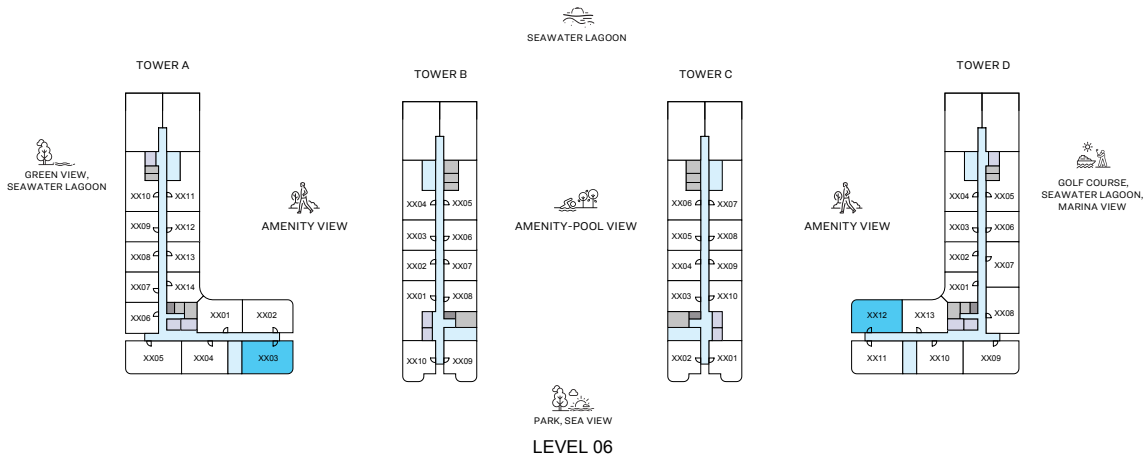 SEAWATER LAGOON
TOWER A
TOWER B
TOWER C
TOWER D
GREEN VIEW,
SEAWATER LAGOON
AMENITY VIEW
AMENITY-POOL VIEW
AMENITY VIEW
GOLF COURSE,
SEAWATER LAGOON,
MARINA VIEW
XX10 XX11
XX09 XX12
XX08 XX13
XX07 XX14
XX06 XX01 XX02
XX05 XX04 XX03
XX04 XX05
XX03 XX06
XX02 XX07
XX01 XX08
XX10 XX09
XX06 XX07
XX05 XX08
XX04 XX09
XX03 XX10
XX02 XX01
XX04 XX05
XX03 XX06
XX02 XX07
XX01 XX08
XX12 XX13
XX11 XX10 XX09
PARK, SEA VIEW
LEVEL 06